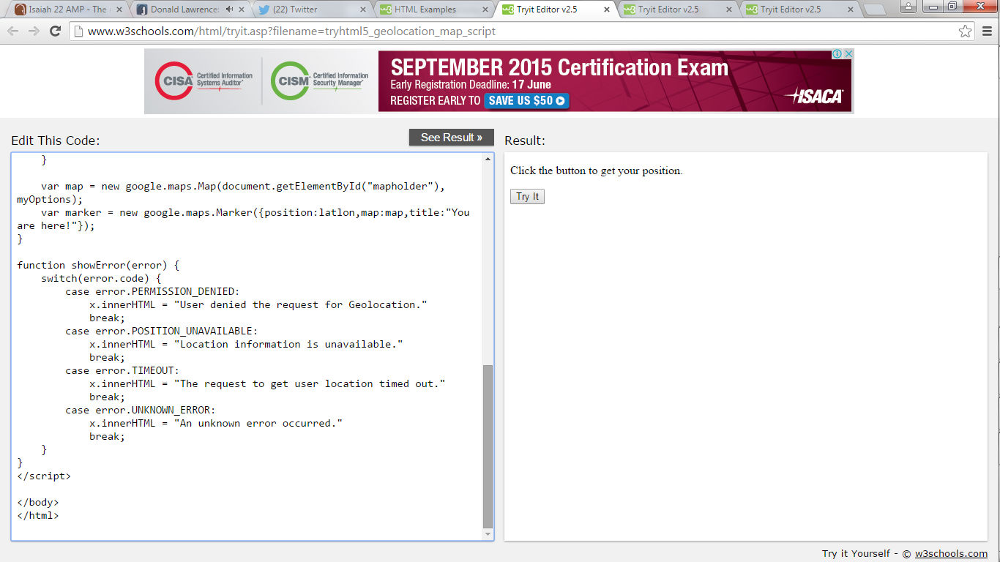 Isaiah 22 AMP - The
Donald Lawrence:
(22) Twitter
HTML Examples
Tryit Editor v2.5
Tryit Editor v2.5
Tryit Editor v2.5
www.w3schools.com/html/tryit.asp?filename=tryhtml5_geolocation_map_script
CISA Certified Information Systems Auditor
CISM Certified Information Security Manager
SEPTEMBER 2015 Certification Exam
Early Registration Deadline: 17 June
REGISTER EARLY TO SAVE US $50
ISACA
Edit This Code:
See Result »
}
var map = new google.maps.Map(document.getElementById("mapholder"),
myOptions);
var marker = new google.maps.Marker({position:latlon,map:map,title:"You
are here!"});
}
function showError(error) {
switch(error.code) {
case error.PERMISSION_DENIED:
x.innerHTML = "User denied the request for Geolocation."
break;
case error.POSITION_UNAVAILABLE:
x.innerHTML = "Location information is unavailable."
break;
case error.TIMEOUT:
x.innerHTML = "The request to get user location timed out."
break;
case error.UNKNOWN_ERROR:
x.innerHTML = "An unknown error occurred."
break;
}
}
</script>
</body>
</html>
Result:
Click the button to get your position.
Try It
Try it Yourself - © w3schools.com